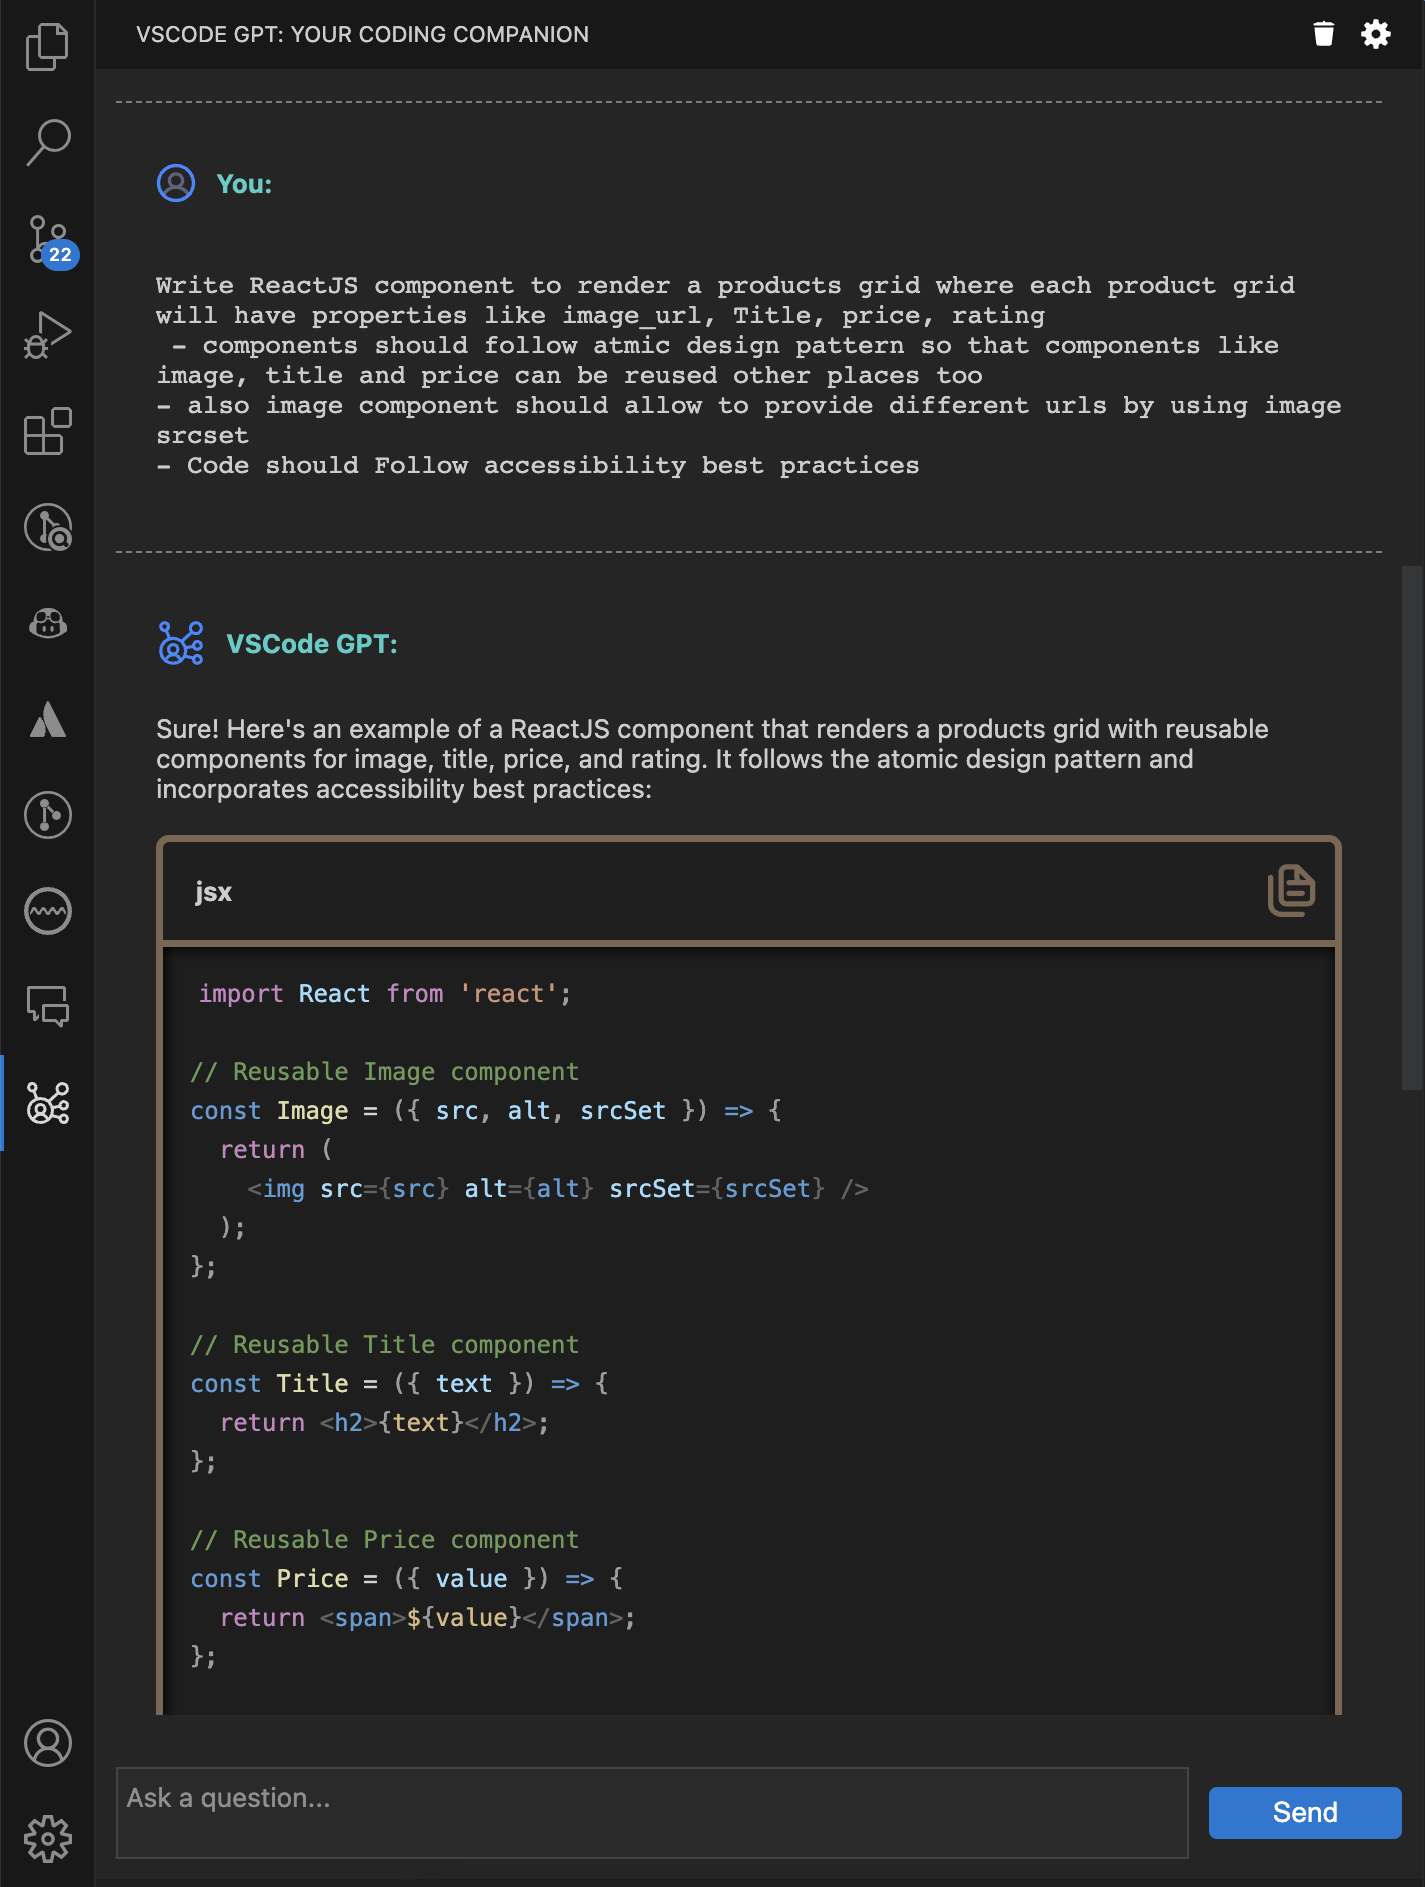 VSCODE GPT: YOUR CODING COMPANION
22
You:
Write ReactJS component to render a products grid where each product grid
will have properties like image_url, Title, price, rating
 - components should follow atmic design pattern so that components like
image, title and price can be reused other places too
- also image component should allow to provide different urls by using image
srcset
- Code should Follow accessibility best practices
VSCode GPT:
Sure! Here's an example of a ReactJS component that renders a products grid with reusable
components for image, title, price, and rating. It follows the atomic design pattern and
incorporates accessibility best practices:
jsx
import React from 'react';
// Reusable Image component
const Image = ({ src, alt, srcSet }) => {
  return (
    <img src={src} alt={alt} srcSet={srcSet} />
  );
};
// Reusable Title component
const Title = ({ text }) => {
  return <h2>{text}</h2>;
};
// Reusable Price component
const Price = ({ value }) => {
  return <span>${value}</span>;
};
Ask a question...
Send